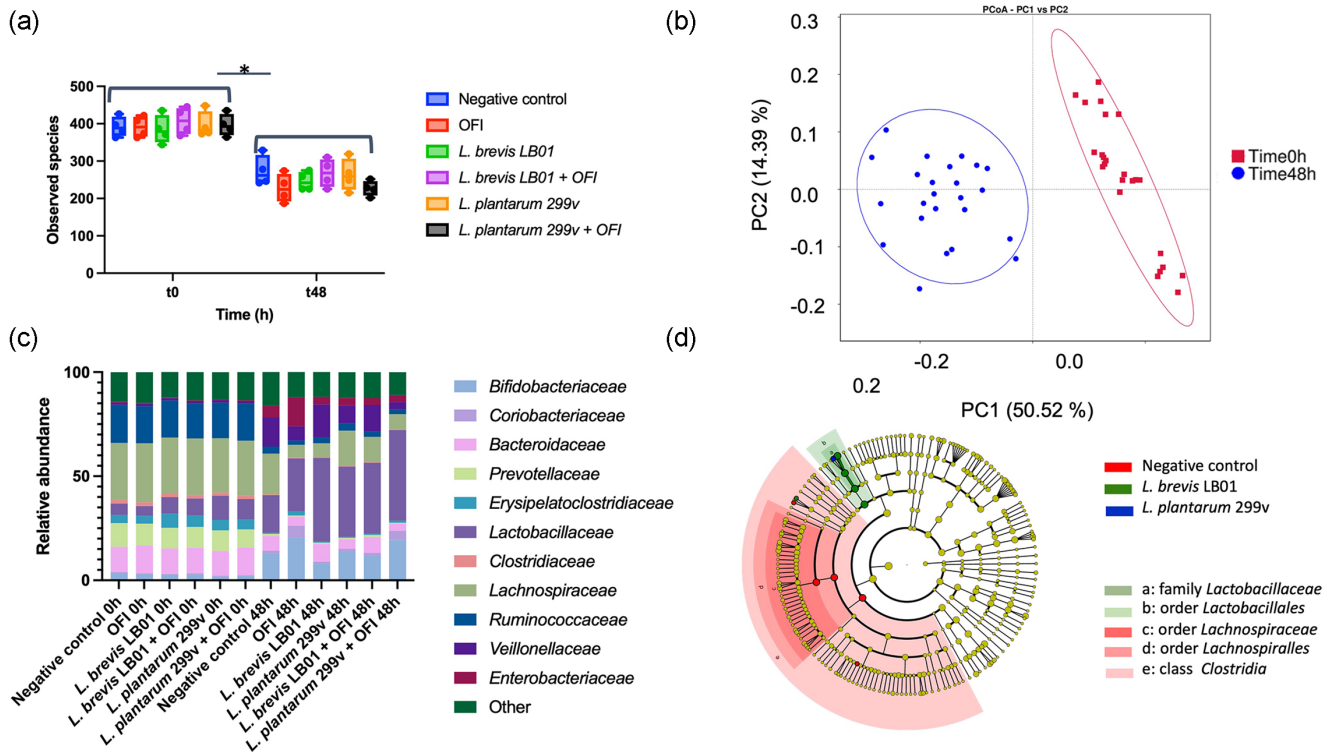 (a)
*
500
400
300
200
100
0
Observed species
t0
t48
Time (h)
Negative control
OFI
L. brevis LB01
L. brevis LB01 + OFI
L. plantarum 299v
L. plantarum 299v + OFI
(b)
PCoA - PC1 vs PC2
0.3
0.2
0.1
0.0
-0.1
-0.2
PC2 (14.39 %)
-0.2
0.0
0.2
PC1 (50.52 %)
Time0h
Time48h
(c)
100
50
0
Relative abundance
Negative control 0h
OFI 0h
L. brevis LB01 0h
L. brevis LB01 + OFI 0h
L. plantarum 299v 0h
L. plantarum 299v + OFI 0h
Negative control 48h
OFI 48h
L. brevis LB01 48h
L. plantarum 299v 48h
L. brevis LB01 + OFI 48h
L. plantarum 299v + OFI 48h
Bifidobacteriaceae
Coriobacteriaceae
Bacteroidaceae
Prevotellaceae
Erysipelatoclostridiaceae
Lactobacillaceae
Clostridiaceae
Lachnospiraceae
Ruminococcaceae
Veillonellaceae
Enterobacteriaceae
Other
(d)
Negative control
L. brevis LB01
L. plantarum 299v
a: family Lactobacillaceae
b: order Lactobacillales
c: order Lachnospiraceae
d: order Lachnospiralles
e: class Clostridia